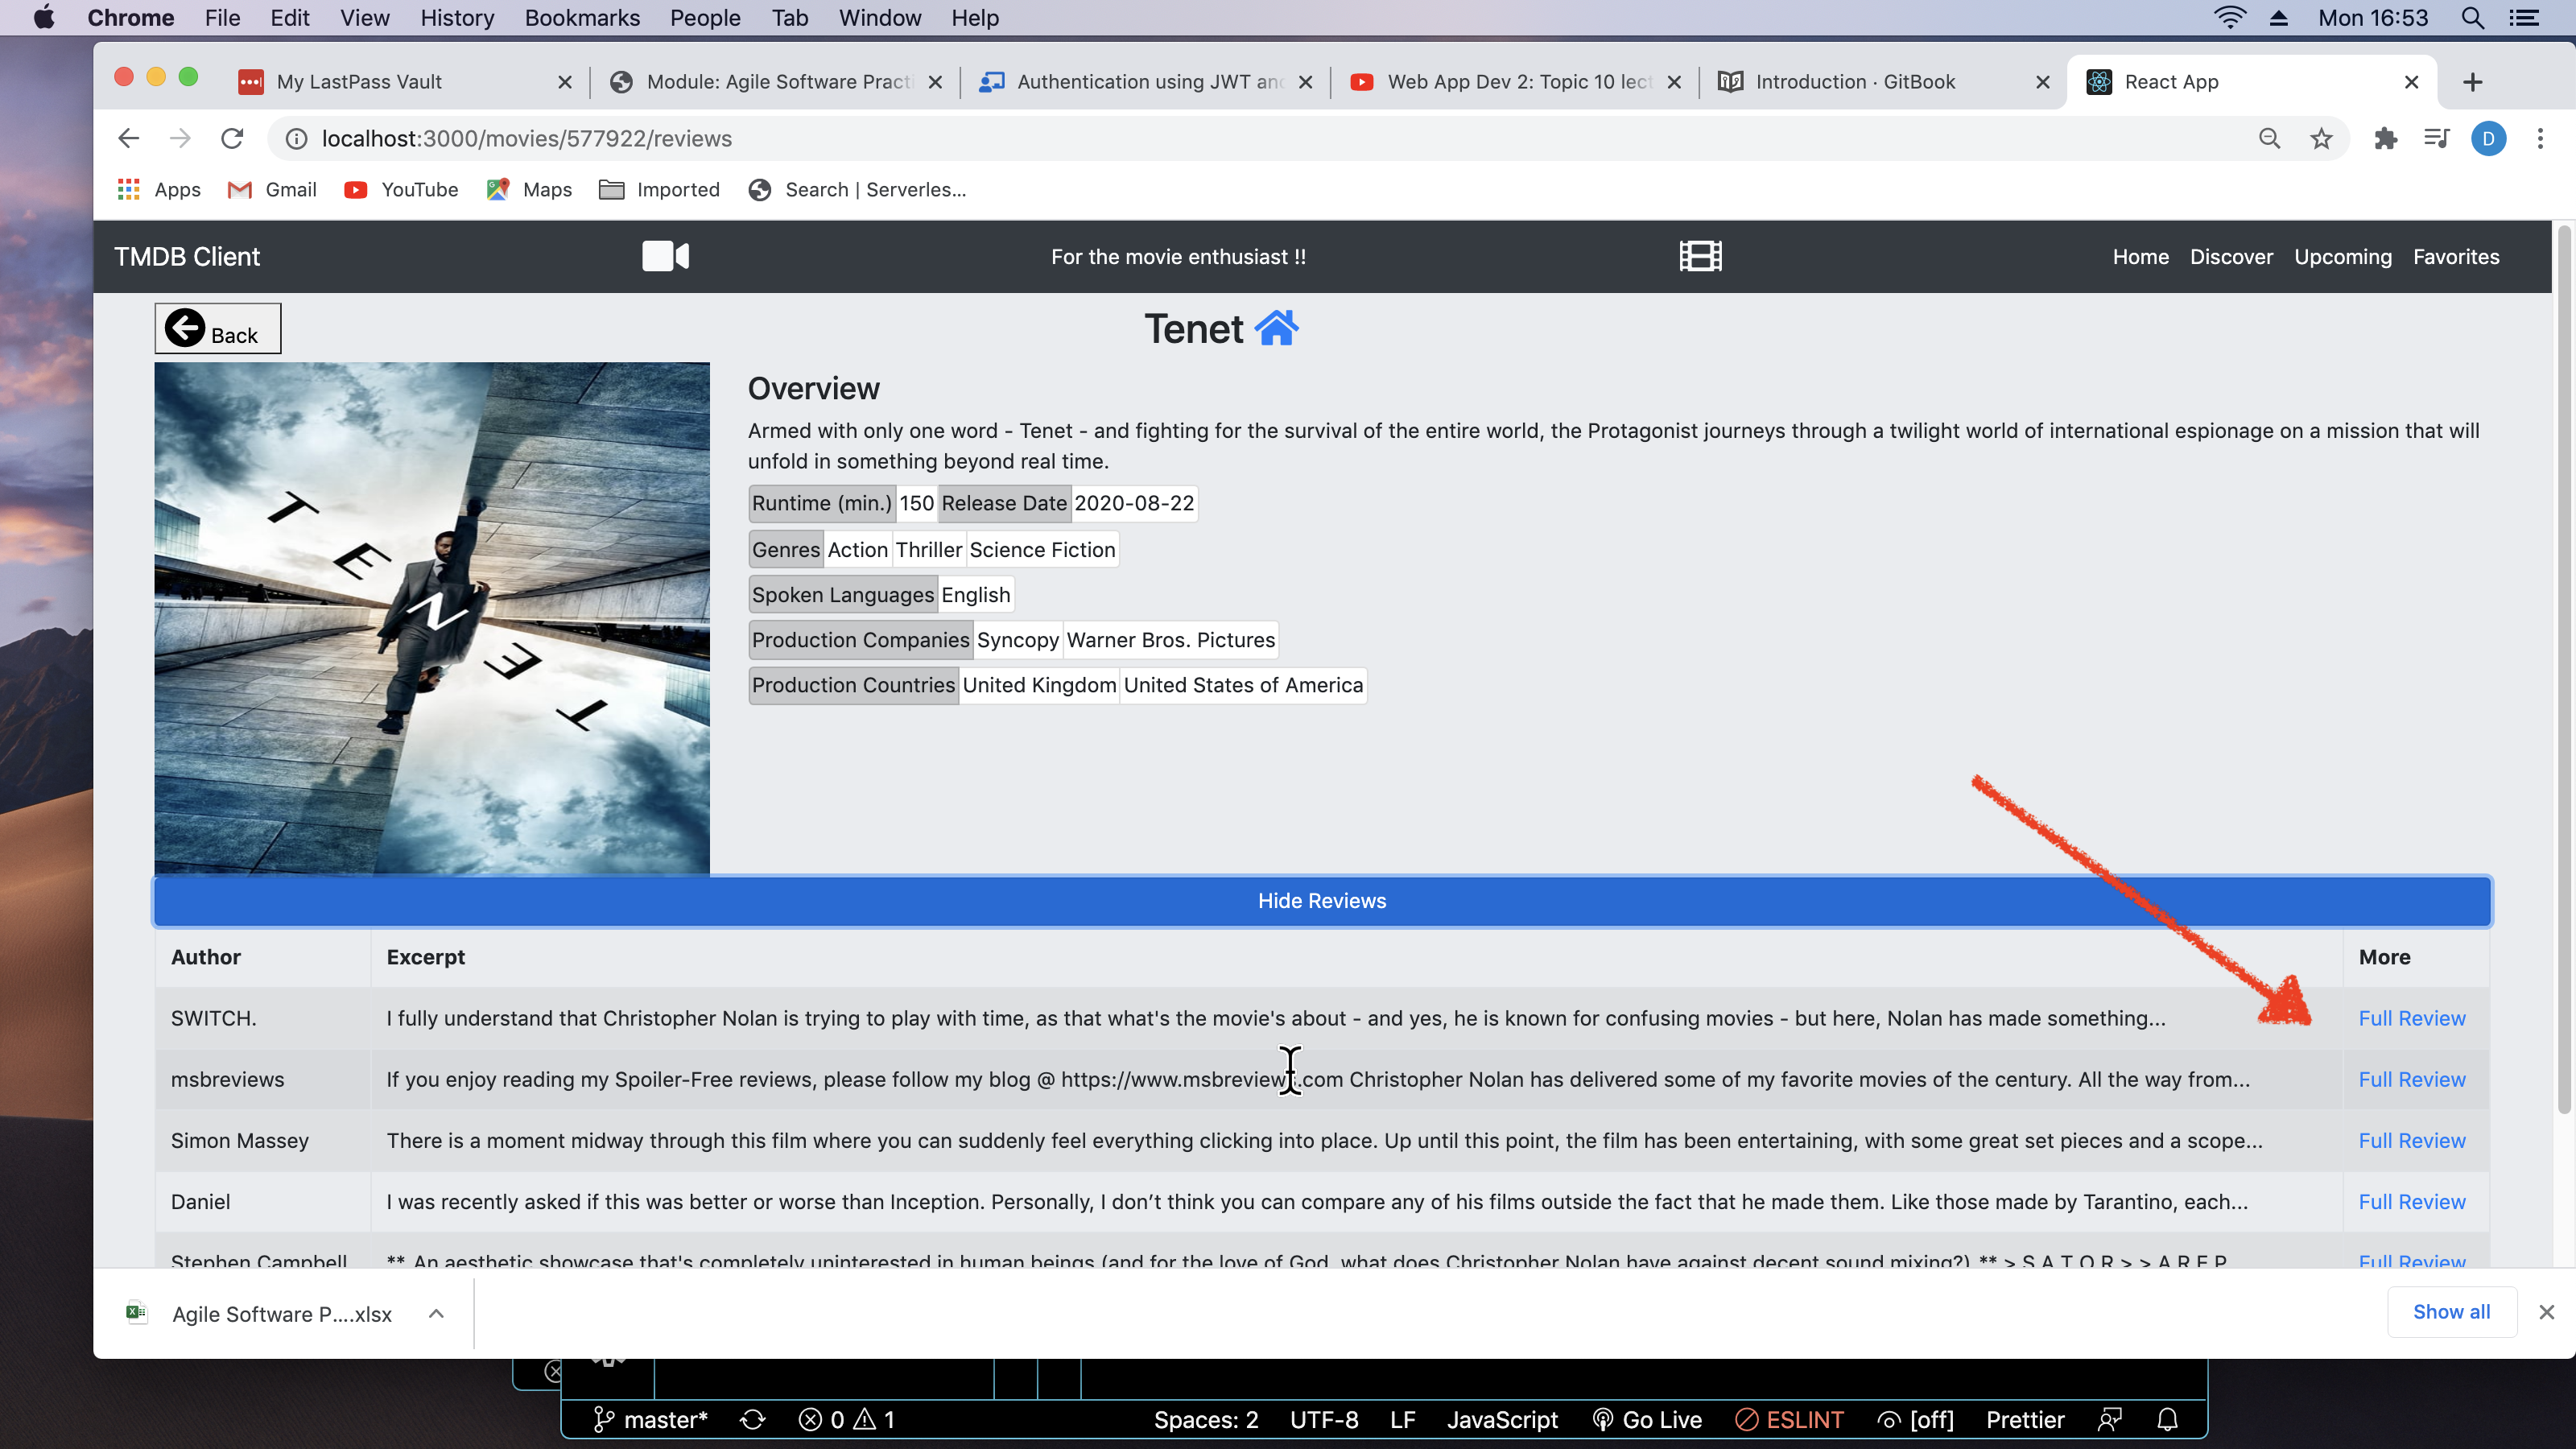 Chrome File Edit View History Bookmarks People Tab Window Help Mon 16:53
My LastPass Vault Module: Agile Software Practi Authentication using JWT and Web App Dev 2: Topic 10 lect Introduction · GitBook React App
localhost:3000/movies/577922/reviews D
Apps Gmail YouTube Maps Imported Search | Serverles...
TMDB Client For the movie enthusiast !! Home Discover Upcoming Favorites
Back Tenet
Overview
Armed with only one word - Tenet - and fighting for the survival of the entire world, the Protagonist journeys through a twilight world of international espionage on a mission that will
unfold in something beyond real time.
Runtime (min.) 150 Release Date 2020-08-22
Genres Action Thriller Science Fiction
Spoken Languages English
Production Companies Syncopy Warner Bros. Pictures
Production Countries United Kingdom United States of America
TENET
Hide Reviews
Author Excerpt More
SWITCH. I fully understand that Christopher Nolan is trying to play with time, as that what's the movie's about - and yes, he is known for confusing movies - but here, Nolan has made something... Full Review
msbreviews If you enjoy reading my Spoiler-Free reviews, please follow my blog @ https://www.msbreviews.com Christopher Nolan has delivered some of my favorite movies of the century. All the way from... Full Review
Simon Massey There is a moment midway through this film where you can suddenly feel everything clicking into place. Up until this point, the film has been entertaining, with some great set pieces and a scope... Full Review
Daniel I was recently asked if this was better or worse than Inception. Personally, I don’t think you can compare any of his films outside the fact that he made them. Like those made by Tarantino, each... Full Review
Stephen Campbell ** An aesthetic showcase that's completely uninterested in human beings (and for the love of God, what does Christopher Nolan have against decent sound mixing?) ** > S A T O R > > A R E P Full Review
Agile Software P....xlsx Show all
master* 0 1 Spaces: 2 UTF-8 LF JavaScript Go Live ESLINT [off] Prettier